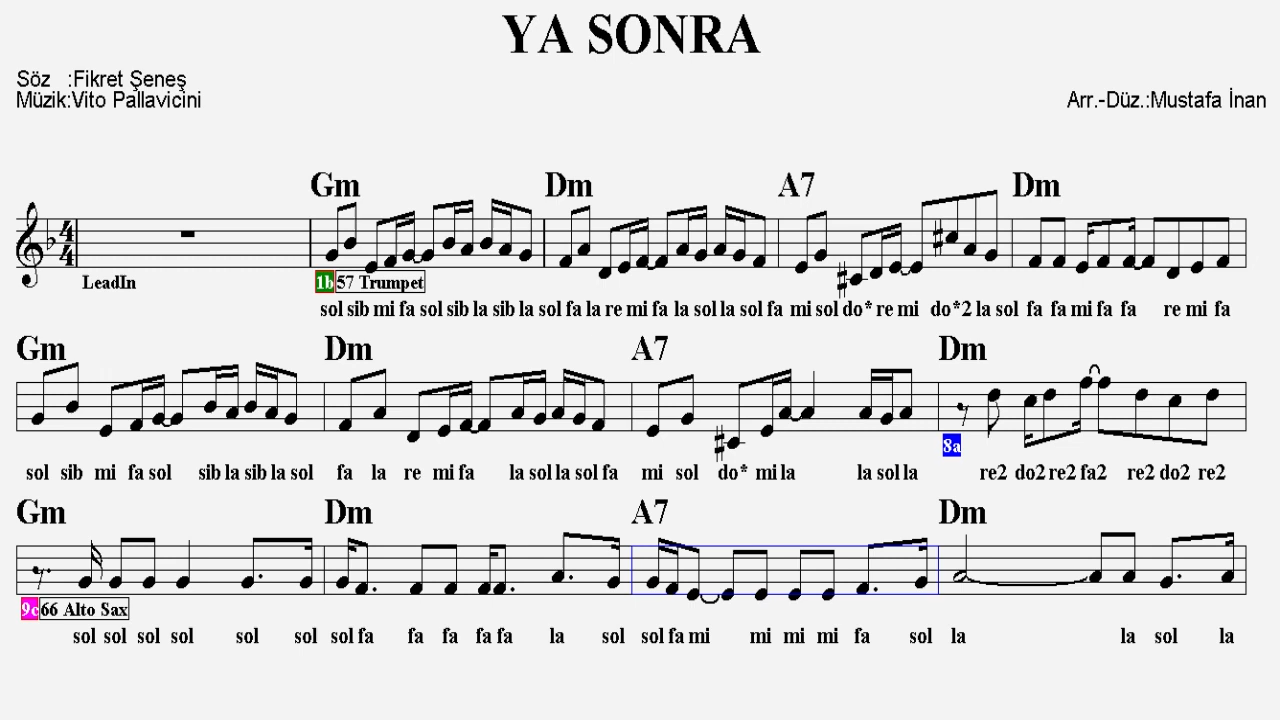 YA SONRA
Söz :Fikret Şeneş
Müzik:Vito Pallavicini
Arr.-Düz.:Mustafa İnan
Gm Dm A7 Dm
4 4
LeadIn 1b 57 Trumpet
sol sib mi fa sol sib la sib la sol fa la re mi fa la sol la sol fa mi sol do* re mi do*2 la sol fa fa mi fa fa re mi fa
Gm Dm A7 Dm
8a
sol sib mi fa sol sib la sib la sol fa la re mi fa la sol la sol fa mi sol do* mi la la sol la re2 do2 re2 fa2 re2 do2 re2
Gm Dm A7 Dm
9c 66 Alto Sax
sol sol sol sol sol sol sol fa fa fa fa fa la sol sol fa mi mi mi mi fa sol la la sol la